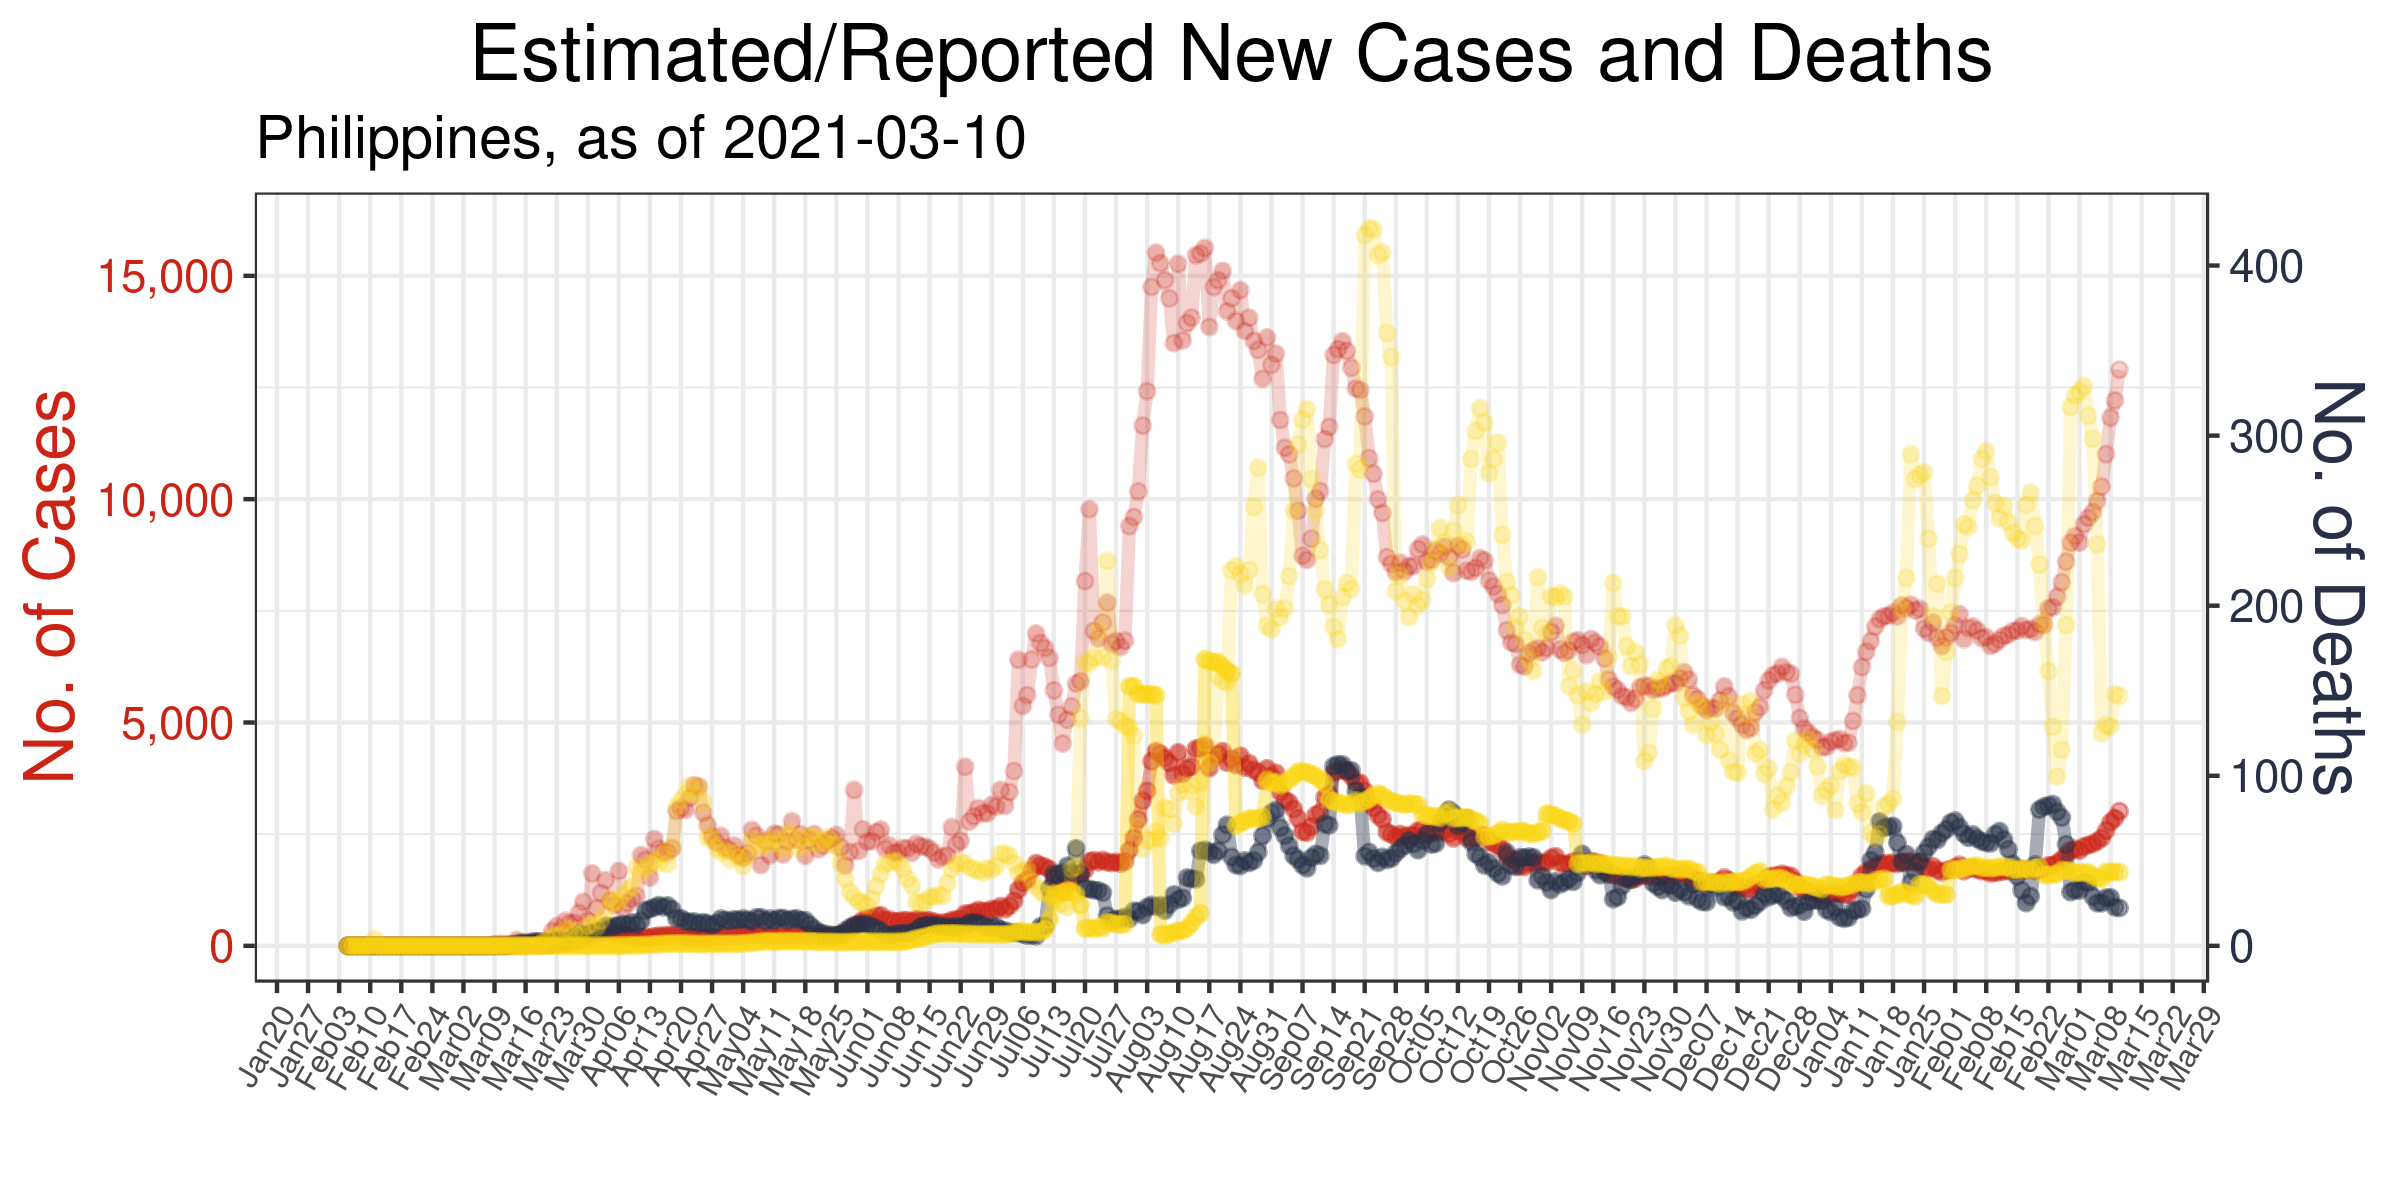 Estimated/Reported New Cases and Deaths
Philippines, as of 2021-03-10
No. of Cases
15,000
10,000
5,000
0
400
300
200
100
0
No. of Deaths
Jan20 Jan27 Feb03 Feb10 Feb17 Feb24 Mar02 Mar09 Mar16 Mar23 Mar30 Apr06 Apr13 Apr20 Apr27 May04 May11 May18 May25 Jun01 Jun08 Jun15 Jun22 Jun29 Jul06 Jul13 Jul20 Jul27 Aug03 Aug10 Aug17 Aug24 Aug31 Sep07 Sep14 Sep21 Sep28 Oct05 Oct12 Oct19 Oct26 Nov02 Nov09 Nov16 Nov23 Nov30 Dec07 Dec14 Dec21 Dec28 Jan04 Jan11 Jan18 Jan25 Feb01 Feb08 Feb15 Feb22 Mar01 Mar08 Mar15 Mar22 Mar29